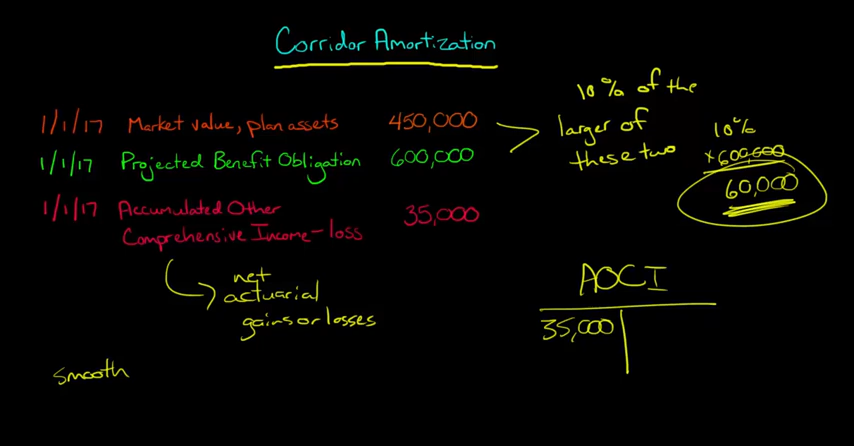 Corridor Amortization
1/1/17 Market value, plan assets 450,000
1/1/17 Projected Benefit Obligation 600,000
1/1/17 Accumulated Other
Comprehensive Income-loss 35,000
10% of the
larger of
these two
10%
×600,000
60,000
net
actuarial
gains or losses
AOCI
35,000
smooth